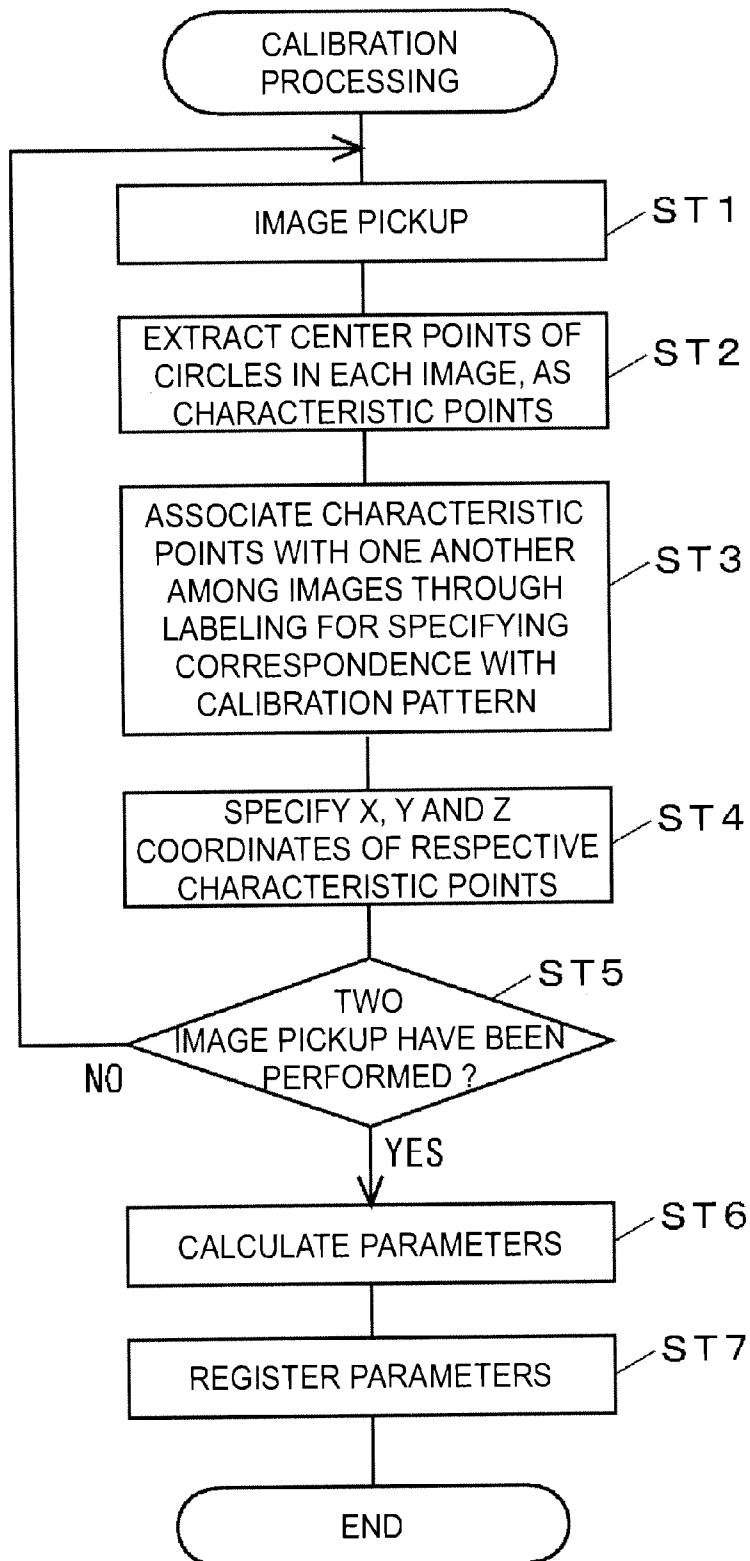 CALIBRATION
PROCESSING
IMAGE PICKUP
ST1
EXTRACT CENTER POINTS OF
CIRCLES IN EACH IMAGE, AS
CHARACTERISTIC POINTS
ST2
ASSOCIATE CHARACTERISTIC
POINTS WITH ONE ANOTHER
AMONG IMAGES THROUGH
LABELING FOR SPECIFYING
CORRESPONDENCE WITH
CALIBRATION PATTERN
ST3
SPECIFY X, Y AND Z
COORDINATES OF RESPECTIVE
CHARACTERISTIC POINTS
ST4
TWO
IMAGE PICKUP HAVE BEEN
PERFORMED ?
ST5
NO
YES
CALCULATE PARAMETERS
ST6
REGISTER PARAMETERS
ST7
END